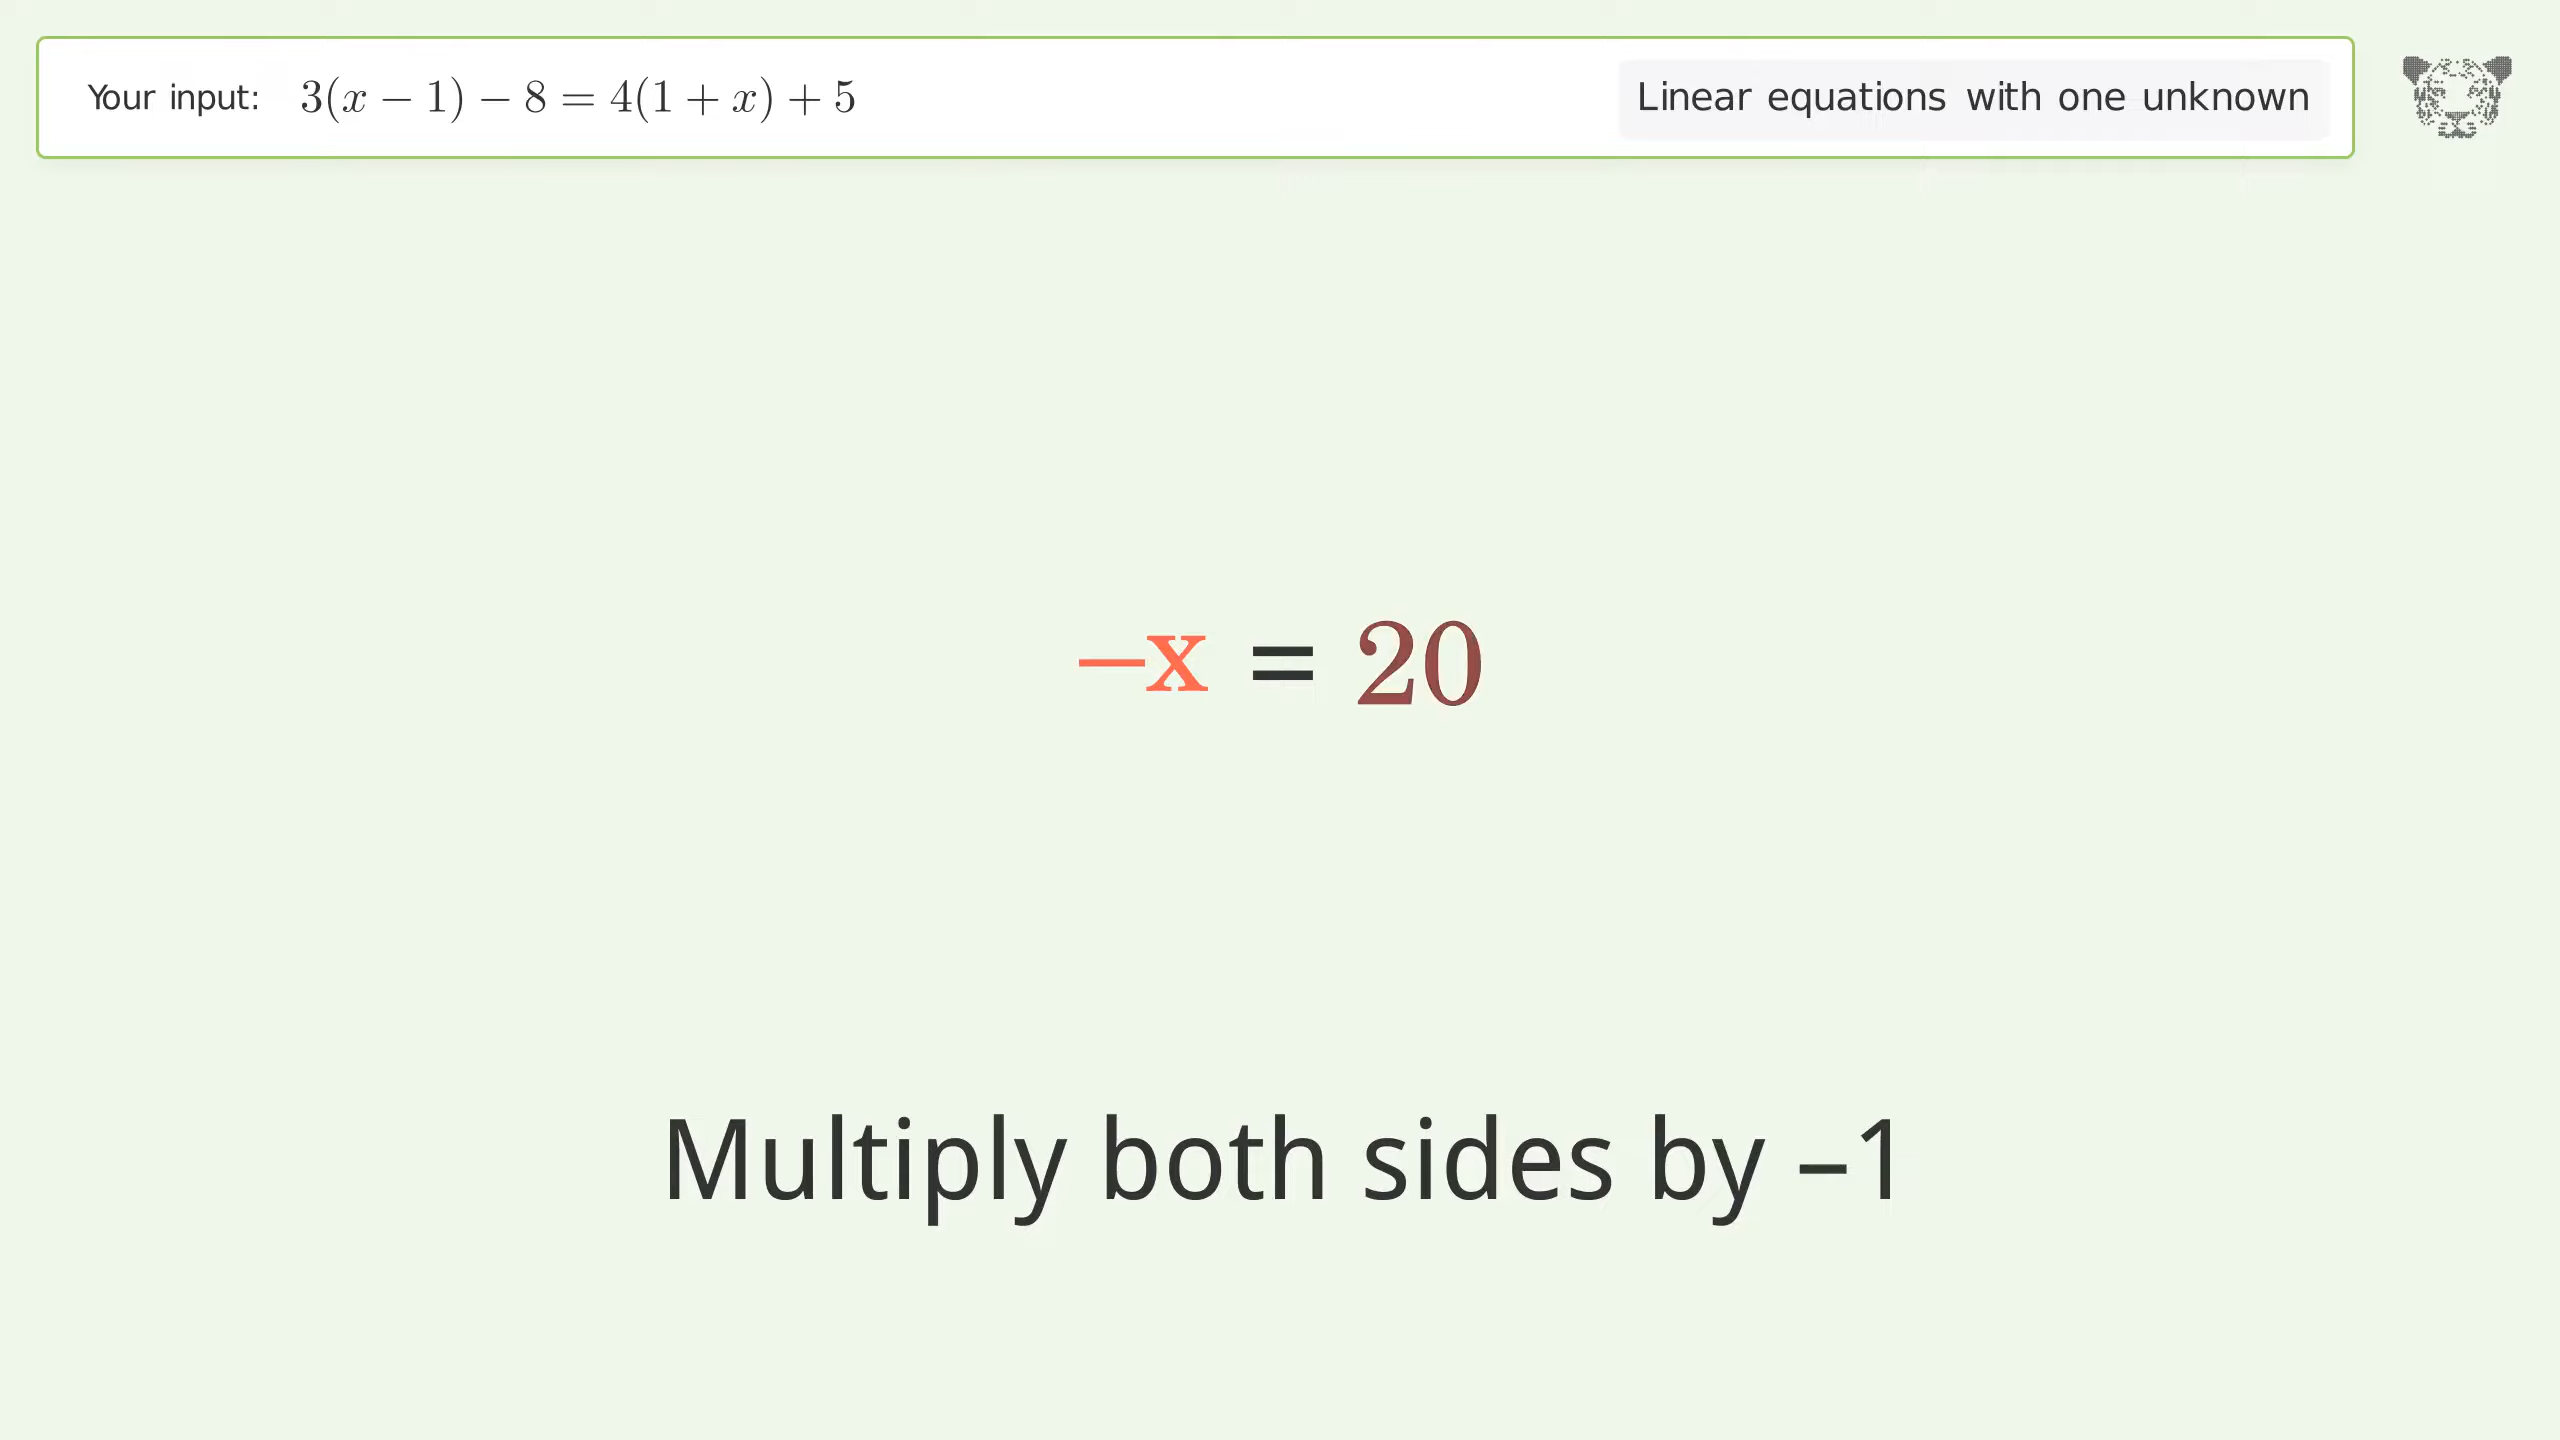 Your input: 3(x − 1) − 8 = 4(1 + x) + 5
Linear equations with one unknown
−x = 20
Multiply both sides by −1